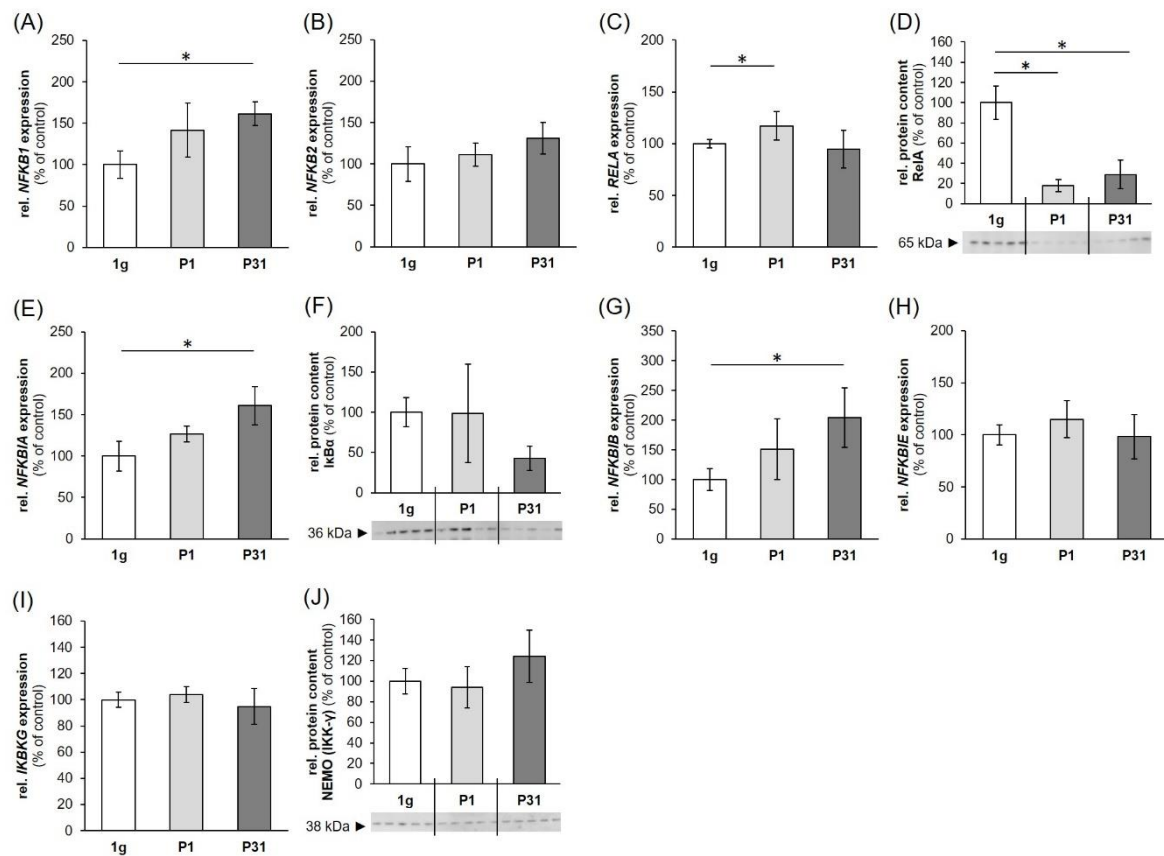 (A)
rel. NFKB1 expression
(% of control)
250
200
150
100
50
0
*
1g P1 P31
(B)
rel. NFKB2 expression
(% of control)
250
200
150
100
50
0
1g P1 P31
(C)
rel. RELA expression
(% of control)
200
150
100
50
0
*
1g P1 P31
(D)
rel. protein content
RelA (% of control)
160
140
120
100
80
60
40
20
0
*
*
1g P1 P31
65 kDa ►
(E)
rel. NFKBIA expression
(% of control)
250
200
150
100
50
0
*
1g P1 P31
(F)
rel. protein content
IκBα (% of control)
200
150
100
50
0
1g P1 P31
36 kDa ►
(G)
rel. NFKBIB expression
(% of control)
350
300
250
200
150
100
50
0
*
1g P1 P31
(H)
rel. NFKBIE expression
(% of control)
200
150
100
50
0
1g P1 P31
(I)
rel. IKBKG expression
(% of control)
160
140
120
100
80
60
40
20
0
1g P1 P31
(J)
rel. protein content
NEMO (IKK-γ) (% of control)
160
140
120
100
80
60
40
20
0
1g P1 P31
38 kDa ►